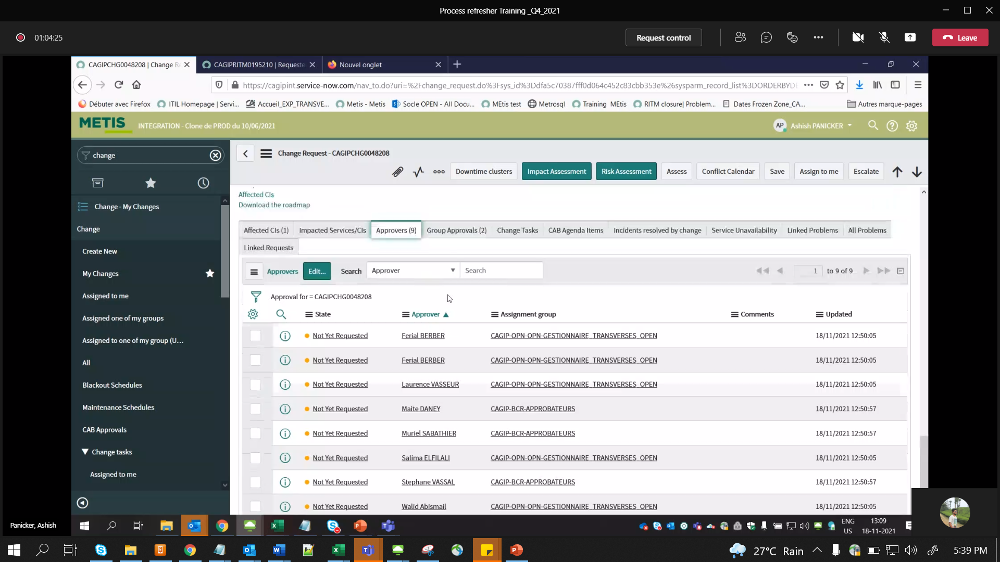 Process refresher Training _Q4_2021
01:04:25
Request control
Leave
CAGIPCHG0048208 | Change Re
CAGIPRITM0195210 | Requeste
Nouvel onglet
https://cagipint.service-now.com/nav_to.do?uri=%2Fchange_request.do%3Fsys_id%3Ddfa5c70387fff0d064c452c83cbb353e%26sysparm_record_list%3DORDERBYDE
Débuter avec Firefox
ITIL Homepage | Servi...
Accueil_EXP_TRANSVE...
Metis - Metis
Socle OPEN - All Docu...
MEtis test
Metrosql
Training MEtis
RITM closure| Problem...
Dates Frozen Zone_CA...
Autres marque-pages
METIS
INTEGRATION - Clone de PROD du 10/06/2021
AP
Ashish PANICKER
change
Change - My Changes
Change
Create New
My Changes
Assigned to me
Assigned one of my groups
Assigned to one of my group (U...
All
Blackout Schedules
Maintenance Schedules
CAB Approvals
Change tasks
Assigned to me
Change Request - CAGIPCHG0048208
Downtime clusters
Impact Assessment
Risk Assessment
Assess
Conflict Calendar
Save
Assign to me
Escalate
Affected CIs
Download the roadmap
Affected CIs (1)
Impacted Services/CIs
Approvers (9)
Group Approvals (2)
Change Tasks
CAB Agenda Items
Incidents resolved by change
Service Unavailability
Linked Problems
All Problems
Linked Requests
Approvers
Edit...
Search
Approver
Search
1 to 9 of 9
Approval for = CAGIPCHG0048208
State Approver Assignment group Comments Updated
Not Yet Requested Ferial BERBER CAGIP-OPN-OPN-GESTIONNAIRE_TRANSVERSES_OPEN 18/11/2021 12:50:05
Not Yet Requested Ferial BERBER CAGIP-OPN-OPN-GESTIONNAIRE_TRANSVERSES_OPEN 18/11/2021 12:50:05
Not Yet Requested Laurence VASSEUR CAGIP-OPN-OPN-GESTIONNAIRE_TRANSVERSES_OPEN 18/11/2021 12:50:05
Not Yet Requested Maite DANEY CAGIP-BCR-APPROBATEURS 18/11/2021 12:50:57
Not Yet Requested Muriel SABATHIER CAGIP-BCR-APPROBATEURS 18/11/2021 12:50:57
Not Yet Requested Salima ELFILALI CAGIP-OPN-OPN-GESTIONNAIRE_TRANSVERSES_OPEN 18/11/2021 12:50:05
Not Yet Requested Stephane VASSAL CAGIP-BCR-APPROBATEURS 18/11/2021 12:50:57
Not Yet Requested Walid Abismail CAGIP-OPN-OPN-GESTIONNAIRE_TRANSVERSES_OPEN 18/11/2021 12:50:05
Panicker, Ashish
ENG
US
13:09
18-11-2021
27°C Rain
5:39 PM